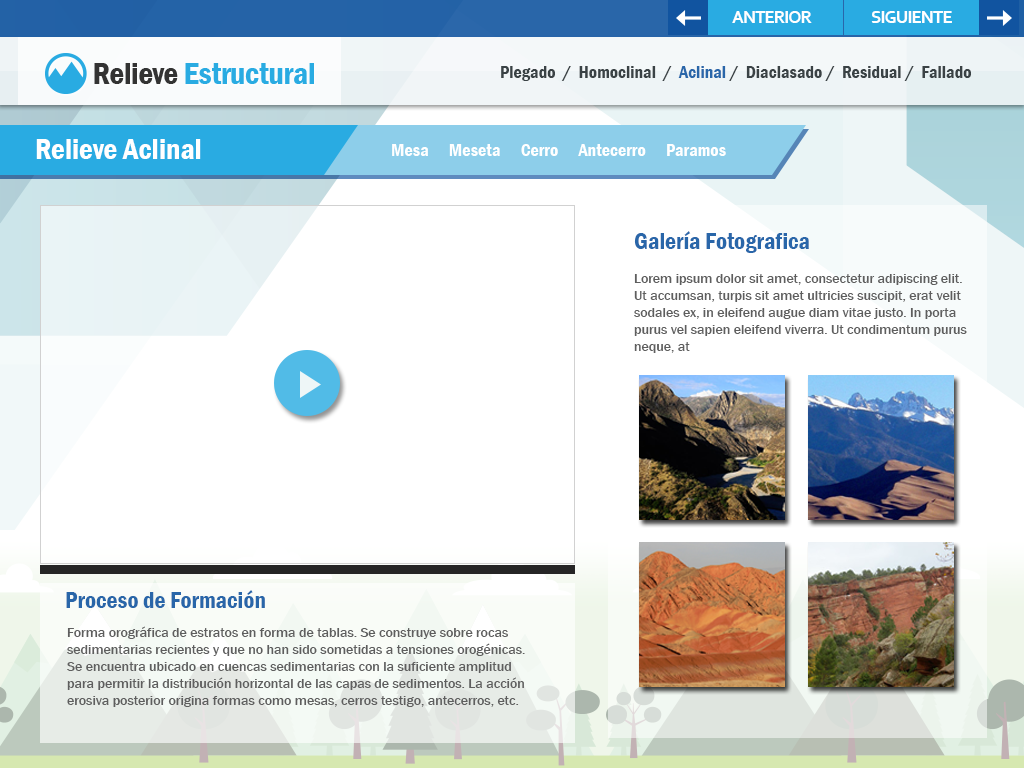 ANTERIOR SIGUIENTE
Relieve Estructural
Plegado / Homoclinal / Aclinal / Diaclasado / Residual / Fallado
Relieve Aclinal
Mesa Meseta Cerro Antecerro Paramos
Galería Fotografica
Lorem ipsum dolor sit amet, consectetur adipiscing elit.
Ut accumsan, turpis sit amet ultricies suscipit, erat velit
sodales ex, in eleifend augue diam vitae justo. In porta
purus vel sapien eleifend viverra. Ut condimentum purus
neque, at
Proceso de Formación
Forma orográfica de estratos en forma de tablas. Se construye sobre rocas
sedimentarias recientes y que no han sido sometidas a tensiones orogénicas.
Se encuentra ubicado en cuencas sedimentarias con la suficiente amplitud
para permitir la distribución horizontal de las capas de sedimentos. La acción
erosiva posterior origina formas como mesas, cerros testigo, antecerros, etc.